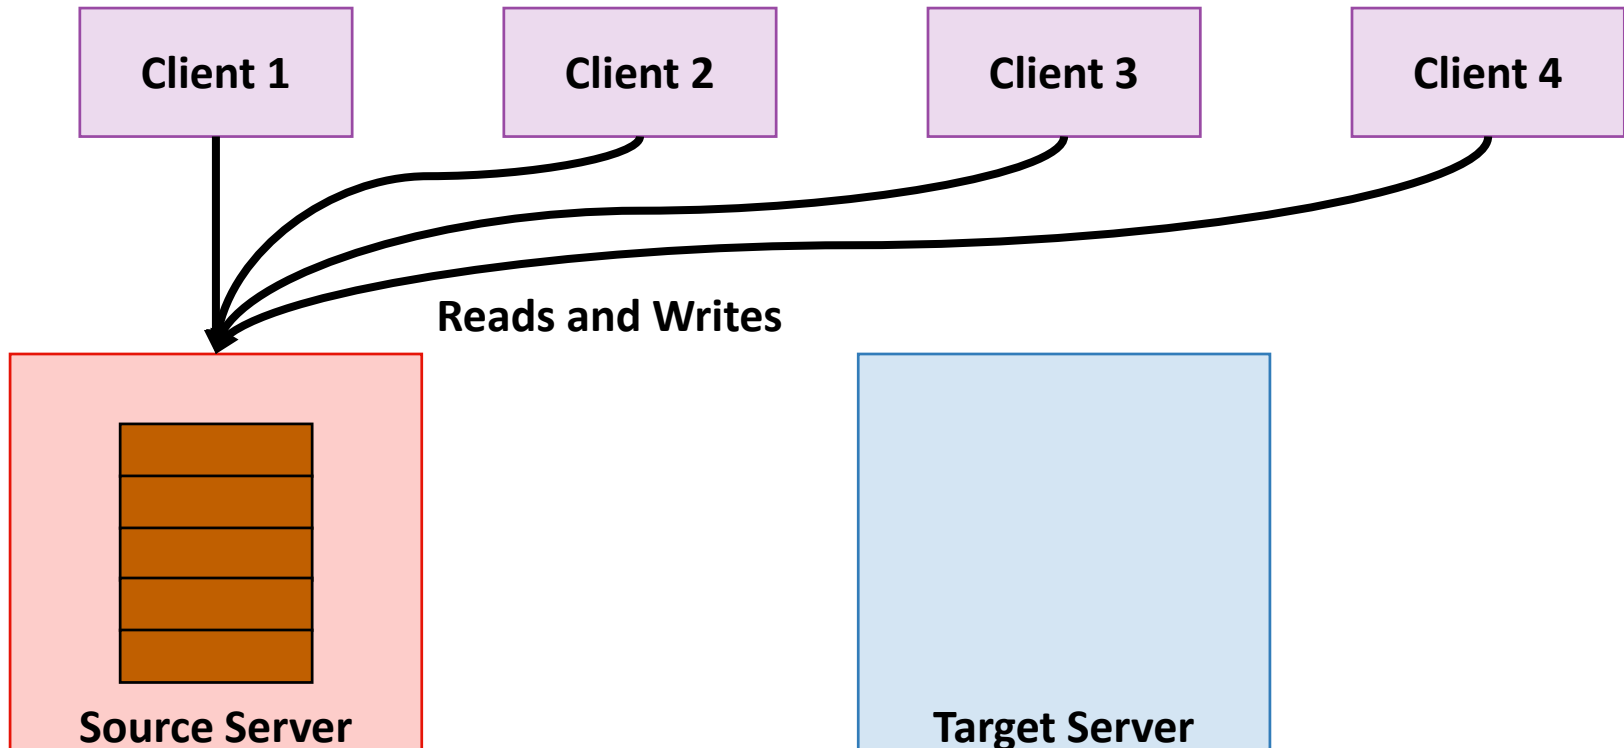 Client 1
Client 2
Client 3
Client 4
Reads and Writes
Source Server
Target Server